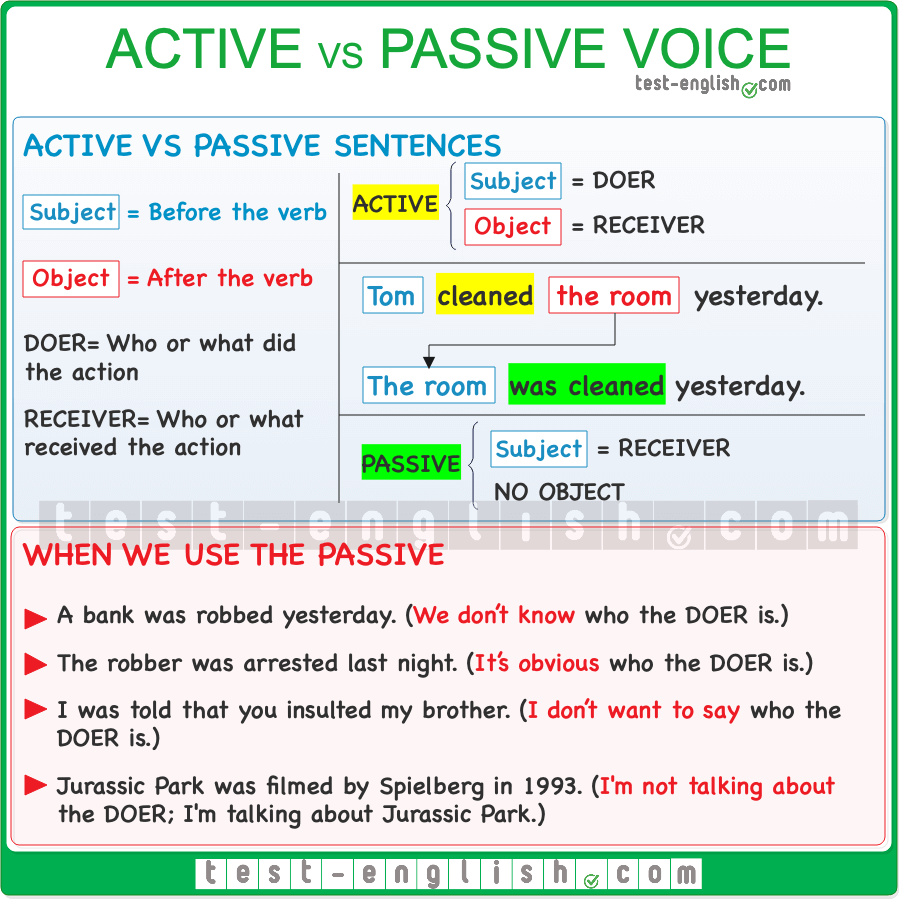 ACTIVE vs PASSIVE VOICE
test-english.com
ACTIVE VS PASSIVE SENTENCES
Subject = Before the verb
Object = After the verb
DOER= Who or what did
the action
RECEIVER= Who or what
received the action
ACTIVE
Subject = DOER
Object = RECEIVER
Tom cleaned the room yesterday.
The room was cleaned yesterday.
PASSIVE
Subject = RECEIVER
NO OBJECT
test-english.com
WHEN WE USE THE PASSIVE
A bank was robbed yesterday. (We don’t know who the DOER is.)
The robber was arrested last night. (It’s obvious who the DOER is.)
I was told that you insulted my brother. (I don’t want to say who the
DOER is.)
Jurassic Park was filmed by Spielberg in 1993. (I'm not talking about
the DOER; I'm talking about Jurassic Park.)
test-english.com